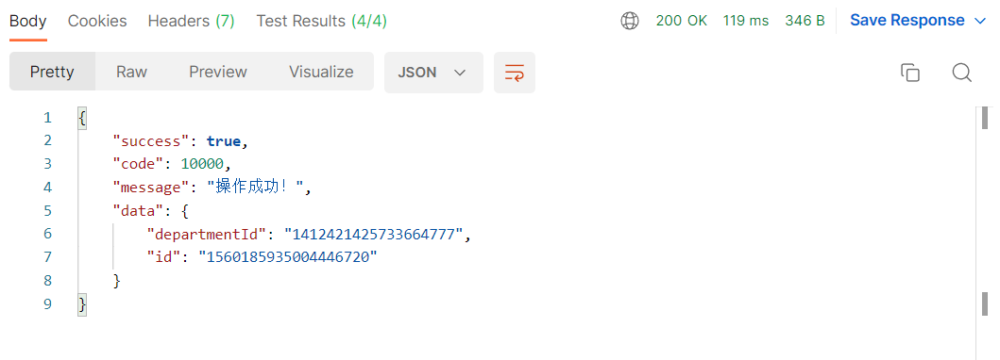 Body Cookies Headers (7) Test Results (4/4) 200 OK 119 ms 346 B Save Response
Pretty Raw Preview Visualize JSON
1 {
2 "success": true,
3 "code": 10000,
4 "message": "操作成功!",
5 "data": {
6 "departmentId": "1412421425733664777",
7 "id": "1560185935004446720"
8 }
9 }